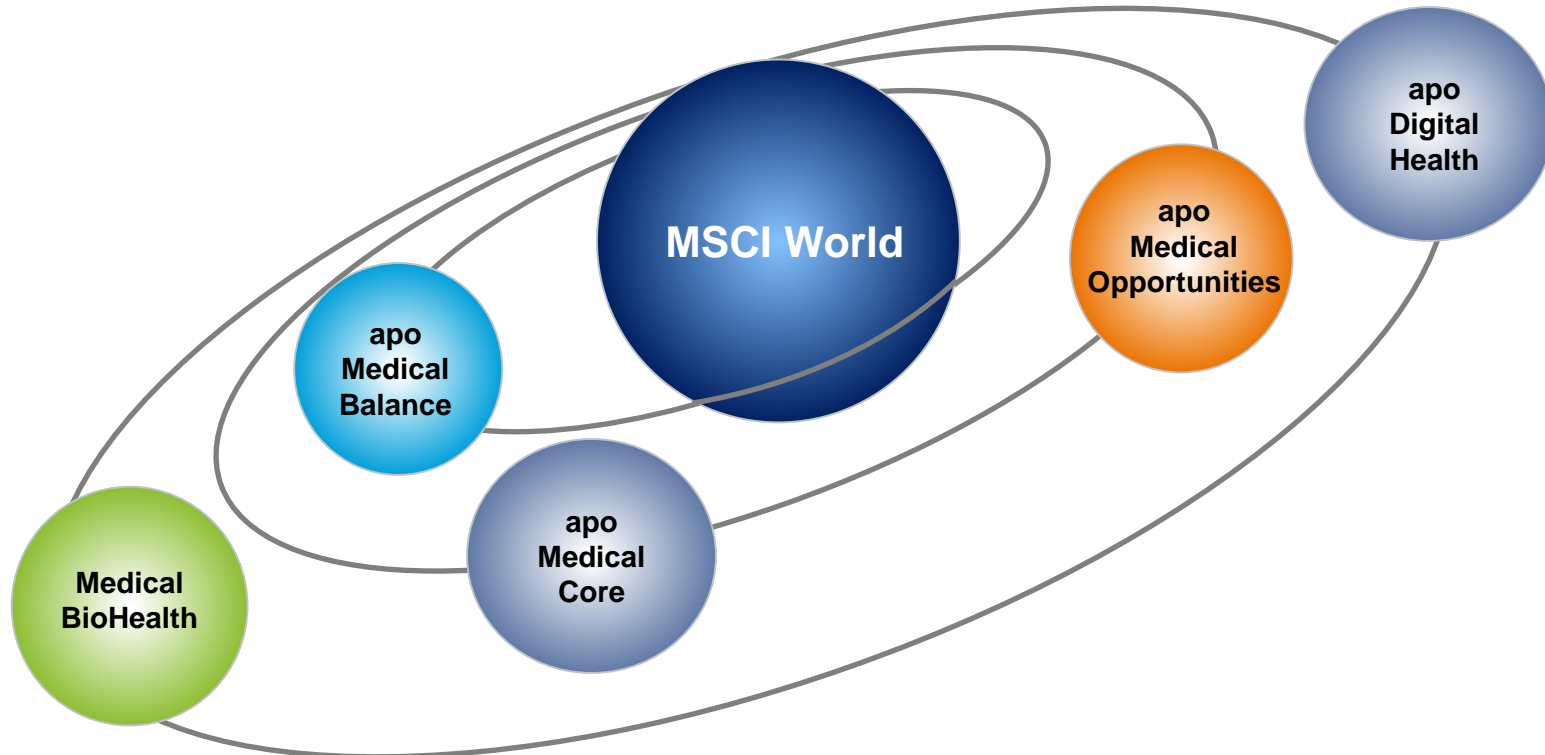 apo
Digital
Health
MSCI World
apo
Medical
Opportunities
apo
Medical
Balance
apo
Medical
Core
Medical
BioHealth